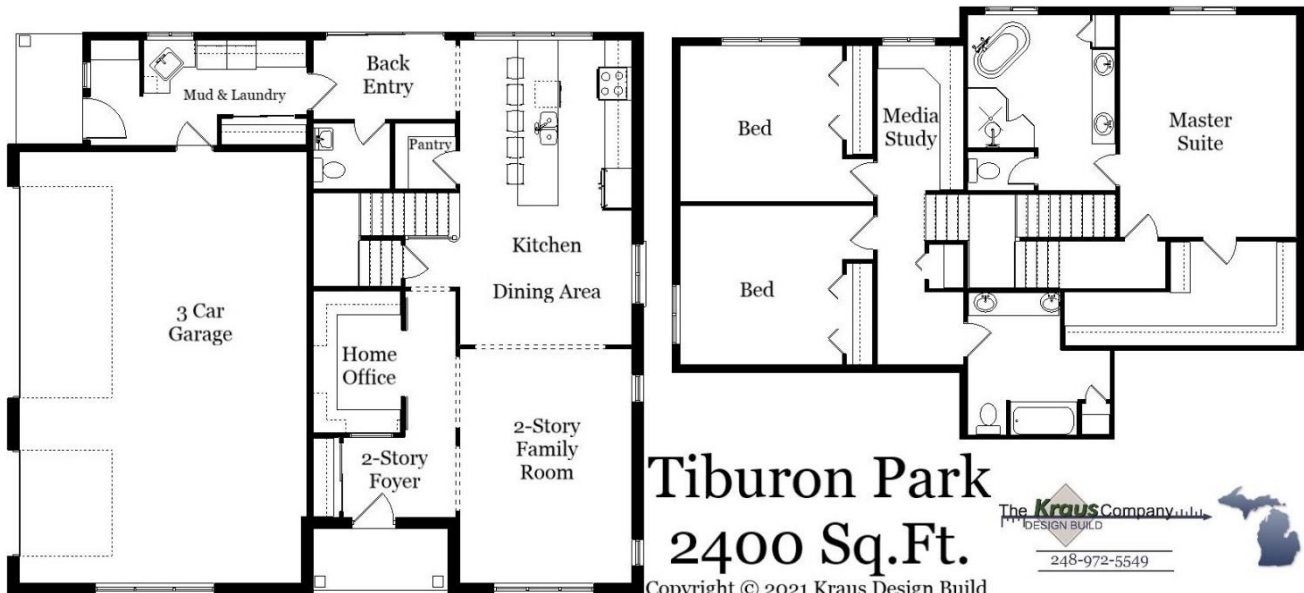 Back
Entry
Mud & Laundry
Pantry
Kitchen
Dining Area
3 Car
Garage
Home
Office
2-Story
Foyer
2-Story
Family
Room
Bed
Media
Study
Master
Suite
Bed
Tiburon Park
2400 Sq.Ft.
Copyright © 2021 Kraus Design Build
The Kraus Company
DESIGN BUILD
248-972-5549